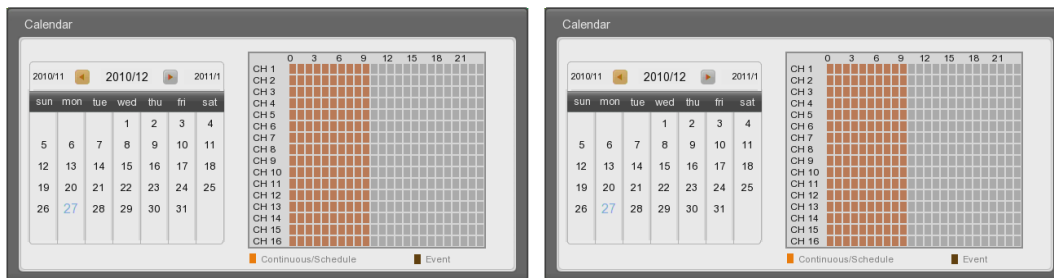 Calendar
2010/11 2010/12 2011/1
sun mon tue wed thu fri sat
1 2 3 4
5 6 7 8 9 10 11
12 13 14 15 16 17 18
19 20 21 22 23 24 25
26 27 28 29 30 31
0 3 6 9 12 15 18 21
CH 1
CH 2
CH 3
CH 4
CH 5
CH 6
CH 7
CH 8
CH 9
CH 10
CH 11
CH 12
CH 13
CH 14
CH 15
CH 16
Continuous/Schedule Event
Calendar
2010/11 2010/12 2011/1
sun mon tue wed thu fri sat
1 2 3 4
5 6 7 8 9 10 11
12 13 14 15 16 17 18
19 20 21 22 23 24 25
26 27 28 29 30 31
0 3 6 9 12 15 18 21
CH 1
CH 2
CH 3
CH 4
CH 5
CH 6
CH 7
CH 8
CH 9
CH 10
CH 11
CH 12
CH 13
CH 14
CH 15
CH 16
Continuous/Schedule Event